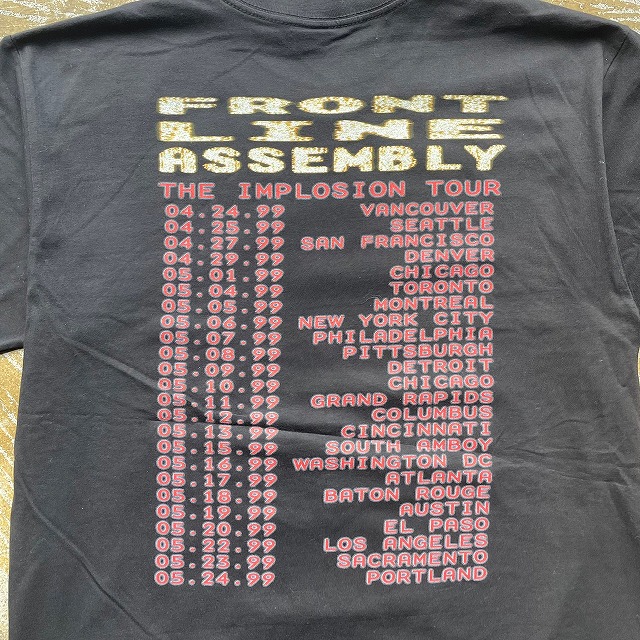 FRONT
LINE
ASSEMBLY
THE IMPLOSION TOUR
04.24.99 VANCOUVER
04.25.99 SEATTLE
04.27.99 SAN FRANCISCO
04.29.99 DENVER
05.01.99 CHICAGO
05.04.99 TORONTO
05.05.99 MONTREAL
05.06.99 NEW YORK CITY
05.07.99 PHILADELPHIA
05.08.99 PITTSBURGH
05.09.99 DETROIT
05.10.99 CHICAGO
05.11.99 GRAND RAPIDS
05.12.99 COLUMBUS
05.13.99 CINCINNATI
05.15.99 SOUTH AMBOY
05.16.99 WASHINGTON DC
05.17.99 ATLANTA
05.18.99 BATON ROUGE
05.19.99 AUSTIN
05.20.99 EL PASO
05.22.99 LOS ANGELES
05.23.99 SACRAMENTO
05.24.99 PORTLAND